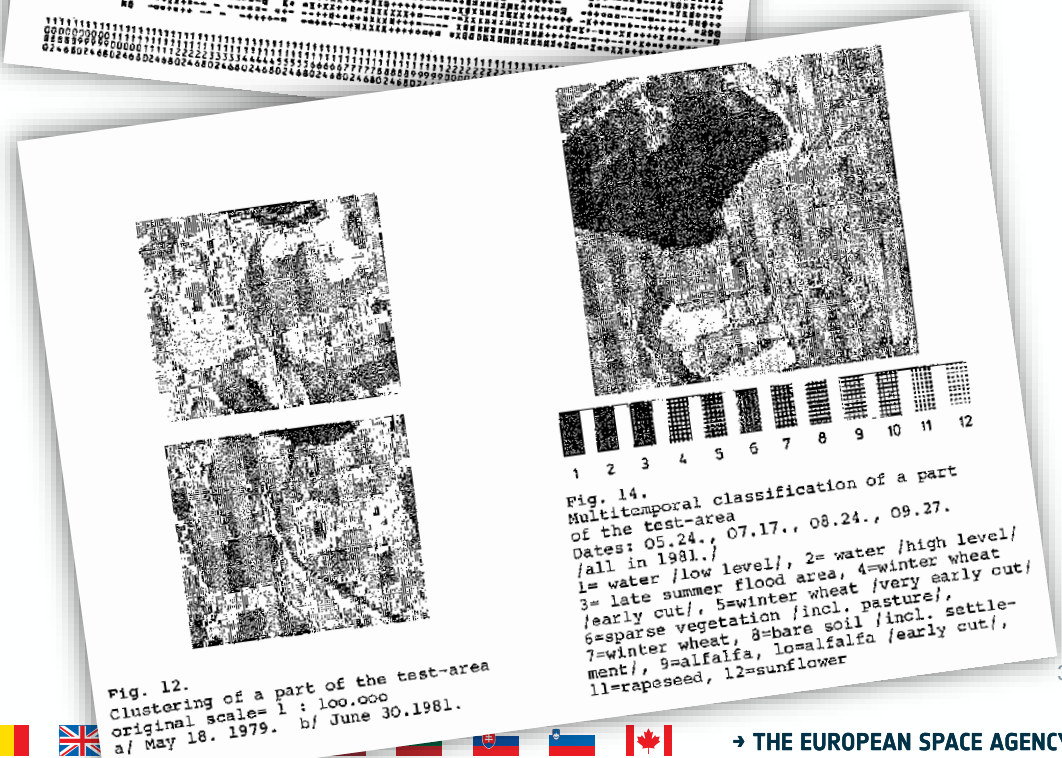 1 2 3 4 5 6 7 8 9 10 11 12
Fig. 14.
Multitemporal classification of a part
of the test-area
Dates: 05.24., 07.17., 08.24., 09.27.
/all in 1981./
1= water /low level/, 2= water /high level/
3= late summer flood area, 4=winter wheat
/early cut/, 5=winter wheat /very early cut/
6=sparse vegetation /incl. pasture/,
7=winter wheat, 8=bare soil /incl. settle-
ment/, 9=alfalfa, 1o=alfalfa /early cut/,
11=rapeseed, 12=sunflower
Fig. 12.
Clustering of a part of the test-area
original scale= 1 : 1oo.ooo
a/ May 18. 1979. b/ June 30.1981.
→ THE EUROPEAN SPACE AGENCY